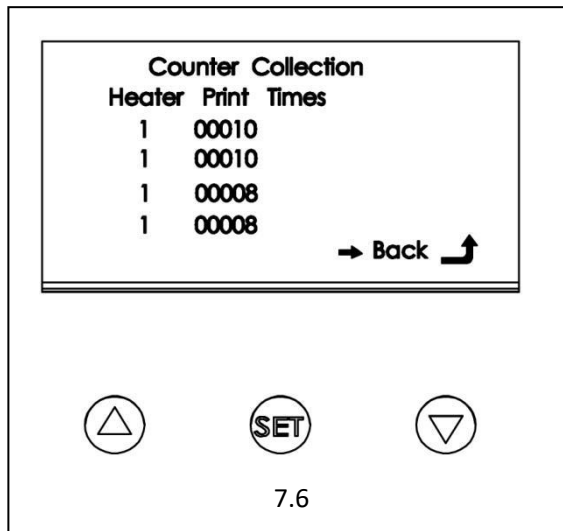 Counter Collection
Heater Print Times
1 00010
1 00010
1 00008
1 00008
Back
SET
7.6